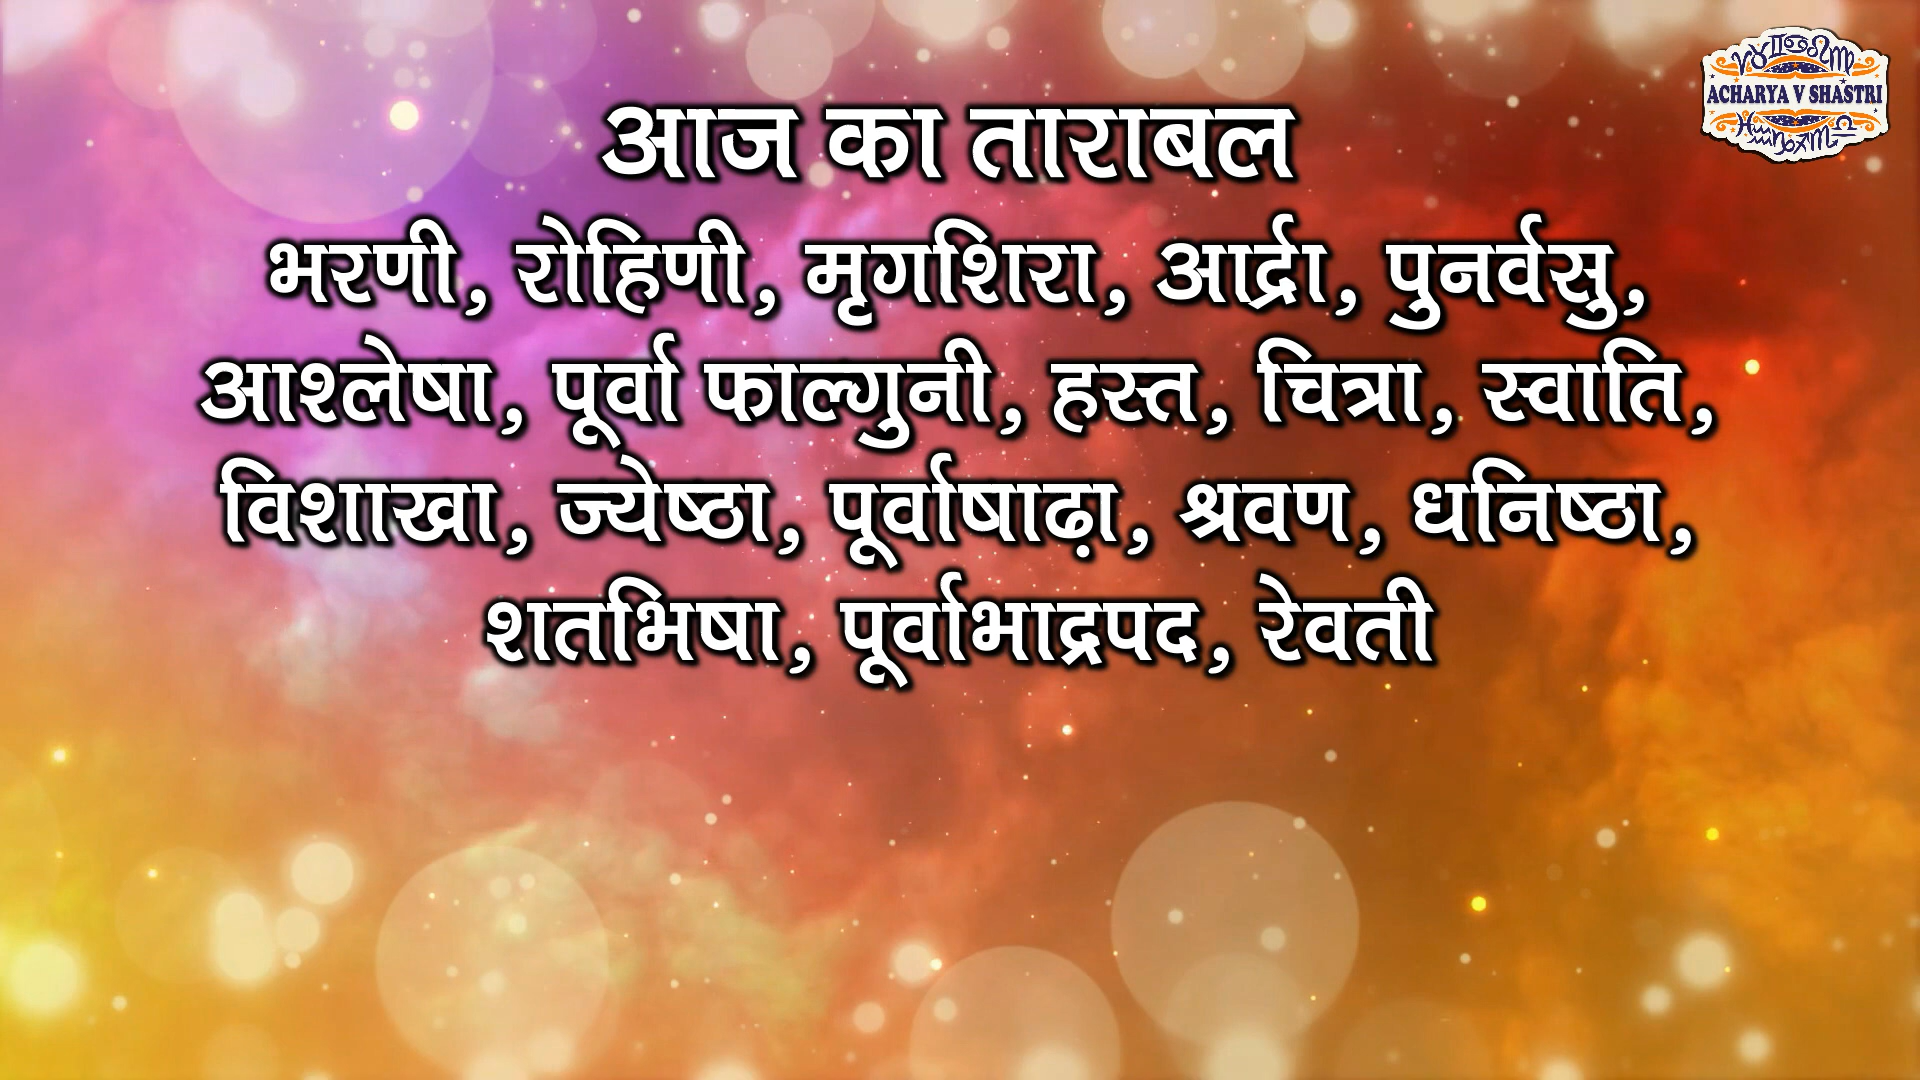 ACHARYA V SHASTRI
आज का ताराबल
भरणी, रोहिणी, मृगशिरा, आर्द्रा, पुनर्वसु,
आश्लेषा, पूर्वा फाल्गुनी, हस्त, चित्रा, स्वाति,
विशाखा, ज्येष्ठा, पूर्वाषाढ़ा, श्रवण, धनिष्ठा,
शतभिषा, पूर्वाभाद्रपद, रेवती